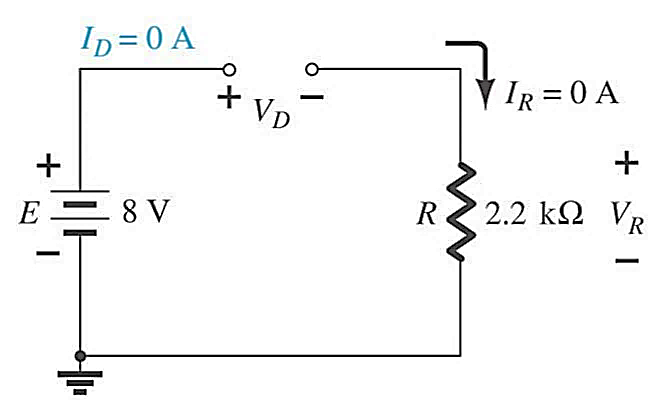 I_D = 0 A
+ V_D −
I_R = 0 A
+
E
8 V
−
R
2.2 kΩ
+
V_R
−